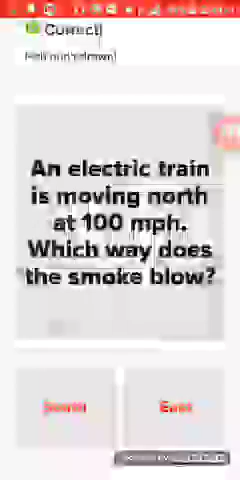 Correct!
An electric train
is moving north
at 100 mph.
Which way does
the smoke blow?
South
East